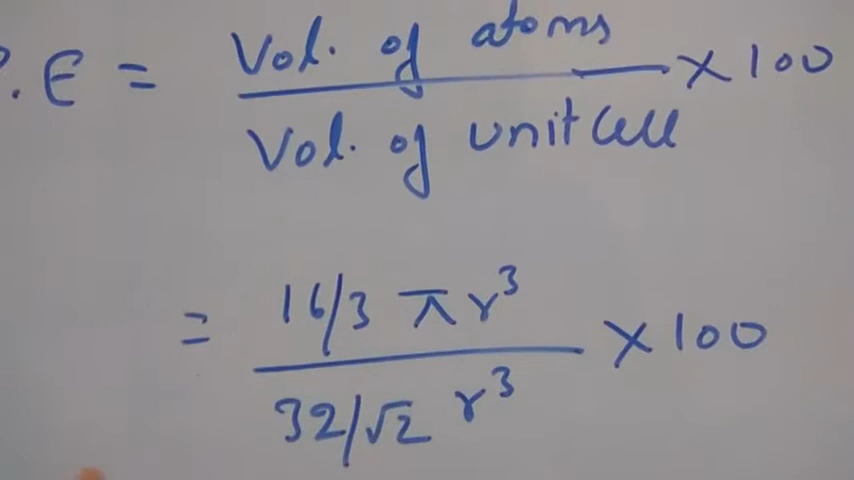 P.E = Vol. of atoms / Vol. of unit cell × 100
= 16/3 πr³ / 32/√2 r³ × 100